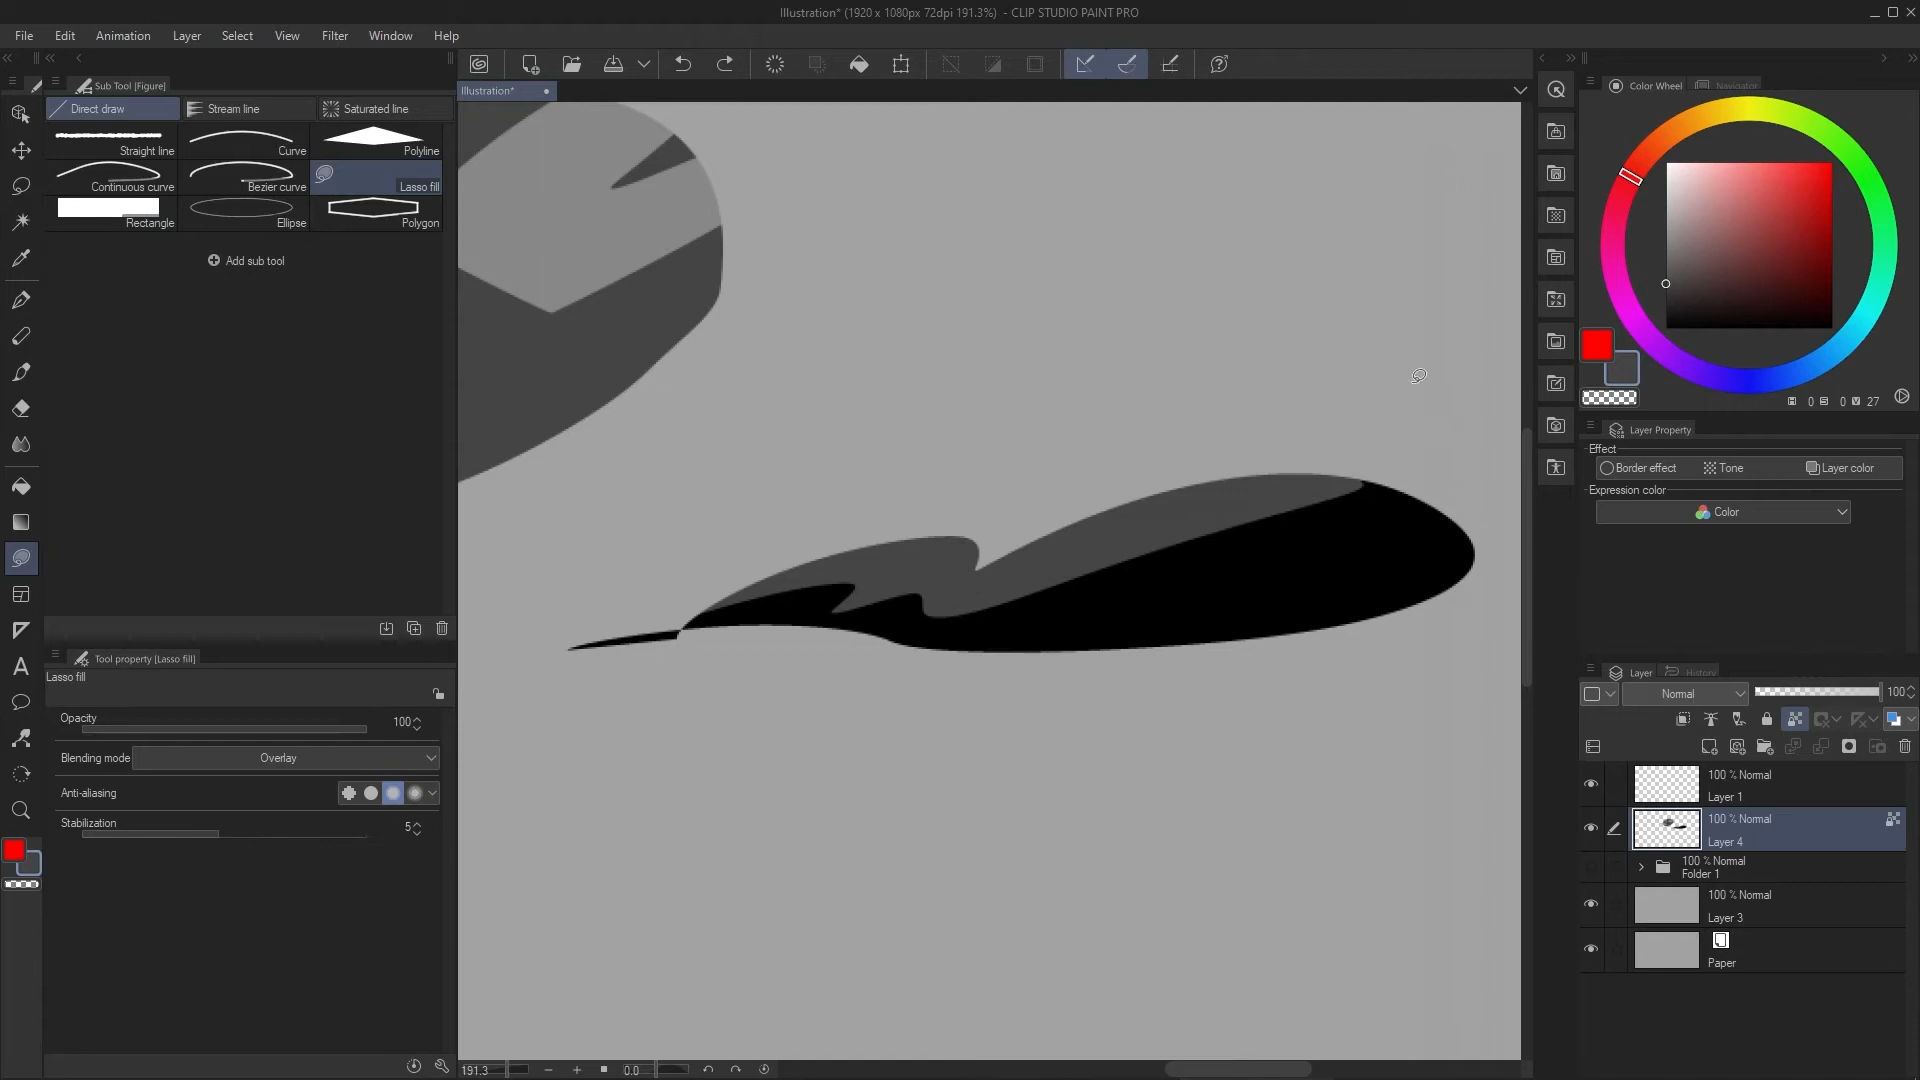 Illustration* (1920 x 1080px 72dpi 191.3%) - CLIP STUDIO PAINT PRO
File Edit Animation Layer Select View Filter Window Help
Sub Tool [Figure]
Direct draw Stream line Saturated line
Straight line Curve Polyline
Continuous curve Bezier curve Lasso fill
Rectangle Ellipse Polygon
Add sub tool
Tool property [Lasso fill]
Lasso fill
Opacity 100
Blending mode Overlay
Anti-aliasing
Stabilization 5
Illustration*
191.3 0.0
Color Wheel Navigator
H 0 S 0 V 27
Layer Property
Effect
Border effect Tone Layer color
Expression color
Color
Layer History
Normal 100
100 % Normal
Layer 1
100 % Normal
Layer 4
100 % Normal
Folder 1
100 % Normal
Layer 3
Paper